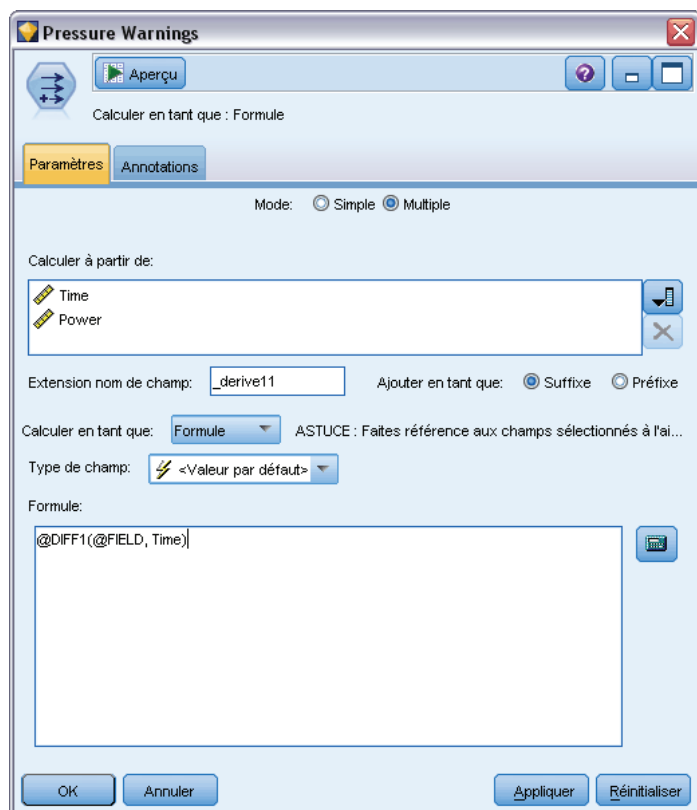 Pressure Warnings
Aperçu
Calculer en tant que : Formule
Paramètres Annotations
Mode: Simple Multiple
Calculer à partir de:
Time
Power
Extension nom de champ: _derive11 Ajouter en tant que: Suffixe Préfixe
Calculer en tant que: Formule ASTUCE : Faites référence aux champs sélectionnés à l'ai...
Type de champ: <Valeur par défaut>
Formule:
@DIFF1(@FIELD, Time)
OK Annuler Appliquer Réinitialiser